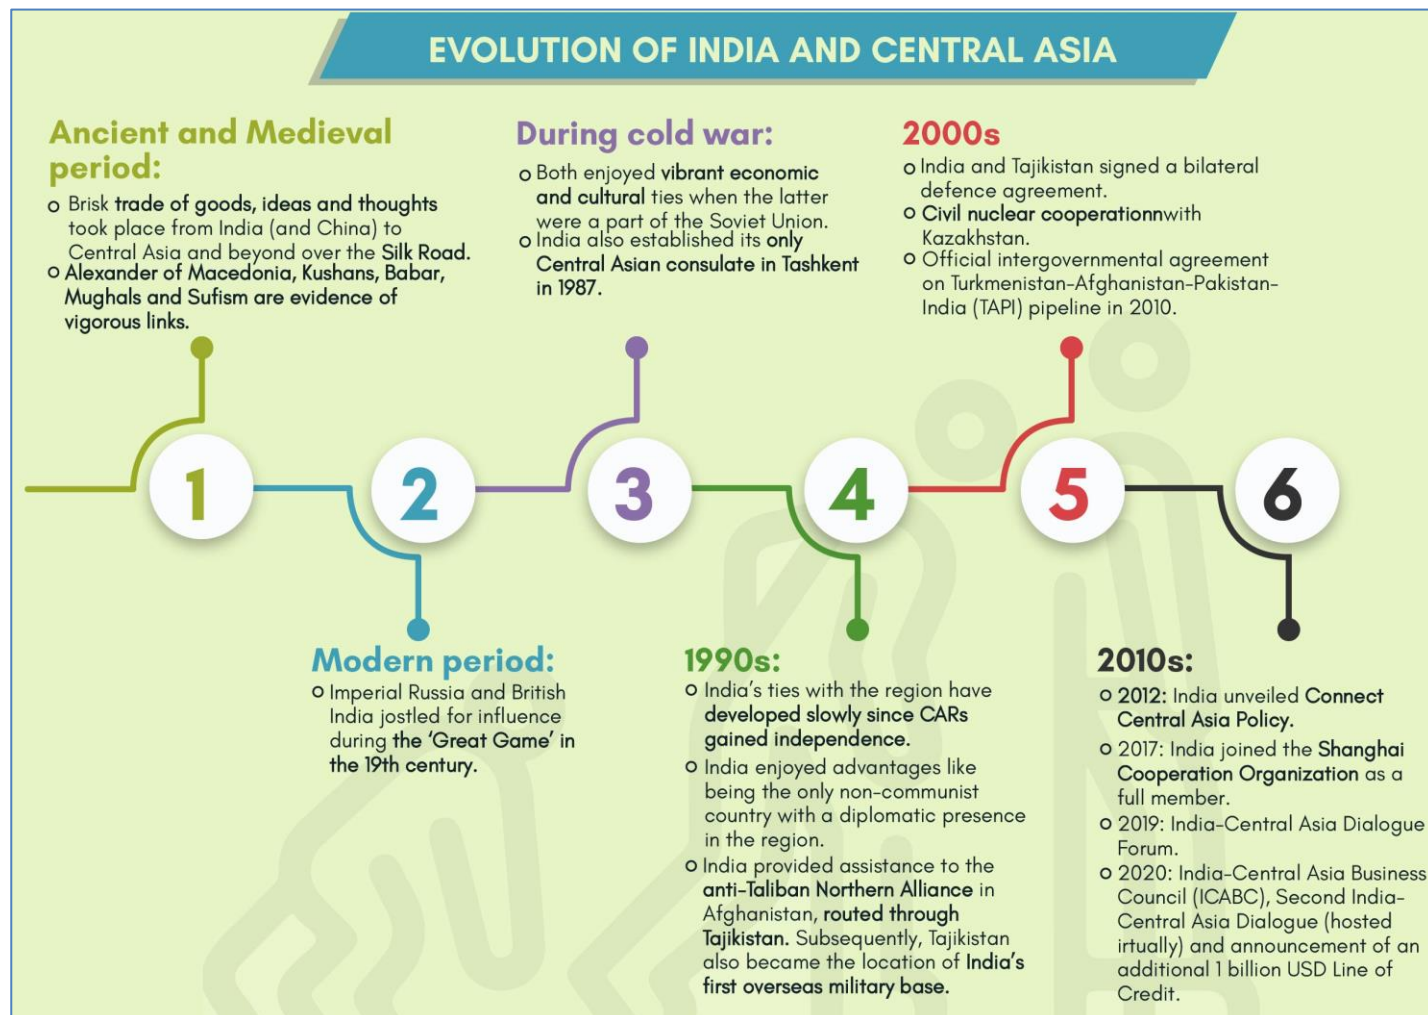 EVOLUTION OF INDIA AND CENTRAL ASIA
Ancient and Medieval
period:
Brisk trade of goods, ideas and thoughts
took place from India (and China) to
Central Asia and beyond over the Silk Road.
Alexander of Macedonia, Kushans, Babar,
Mughals and Sufism are evidence of
vigorous links.
During cold war:
Both enjoyed vibrant economic
and cultural ties when the latter
were a part of the Soviet Union.
India also established its only
Central Asian consulate in Tashkent
in 1987.
2000s
India and Tajikistan signed a bilateral
defence agreement.
Civil nuclear cooperationnwith
Kazakhstan.
Official intergovernmental agreement
on Turkmenistan-Afghanistan-Pakistan-
India (TAPI) pipeline in 2010.
1
2
3
4
5
6
Modern period:
Imperial Russia and British
India jostled for influence
during the ‘Great Game’ in
the 19th century.
1990s:
India’s ties with the region have
developed slowly since CARs
gained independence.
India enjoyed advantages like
being the only non-communist
country with a diplomatic presence
in the region.
India provided assistance to the
anti-Taliban Northern Alliance in
Afghanistan, routed through
Tajikistan. Subsequently, Tajikistan
also became the location of India’s
first overseas military base.
2010s:
2012: India unveiled Connect
Central Asia Policy.
2017: India joined the Shanghai
Cooperation Organization as a
full member.
2019: India-Central Asia Dialogue
Forum.
2020: India-Central Asia Business
Council (ICABC), Second India-
Central Asia Dialogue (hosted
irtually) and announcement of an
additional 1 billion USD Line of
Credit.